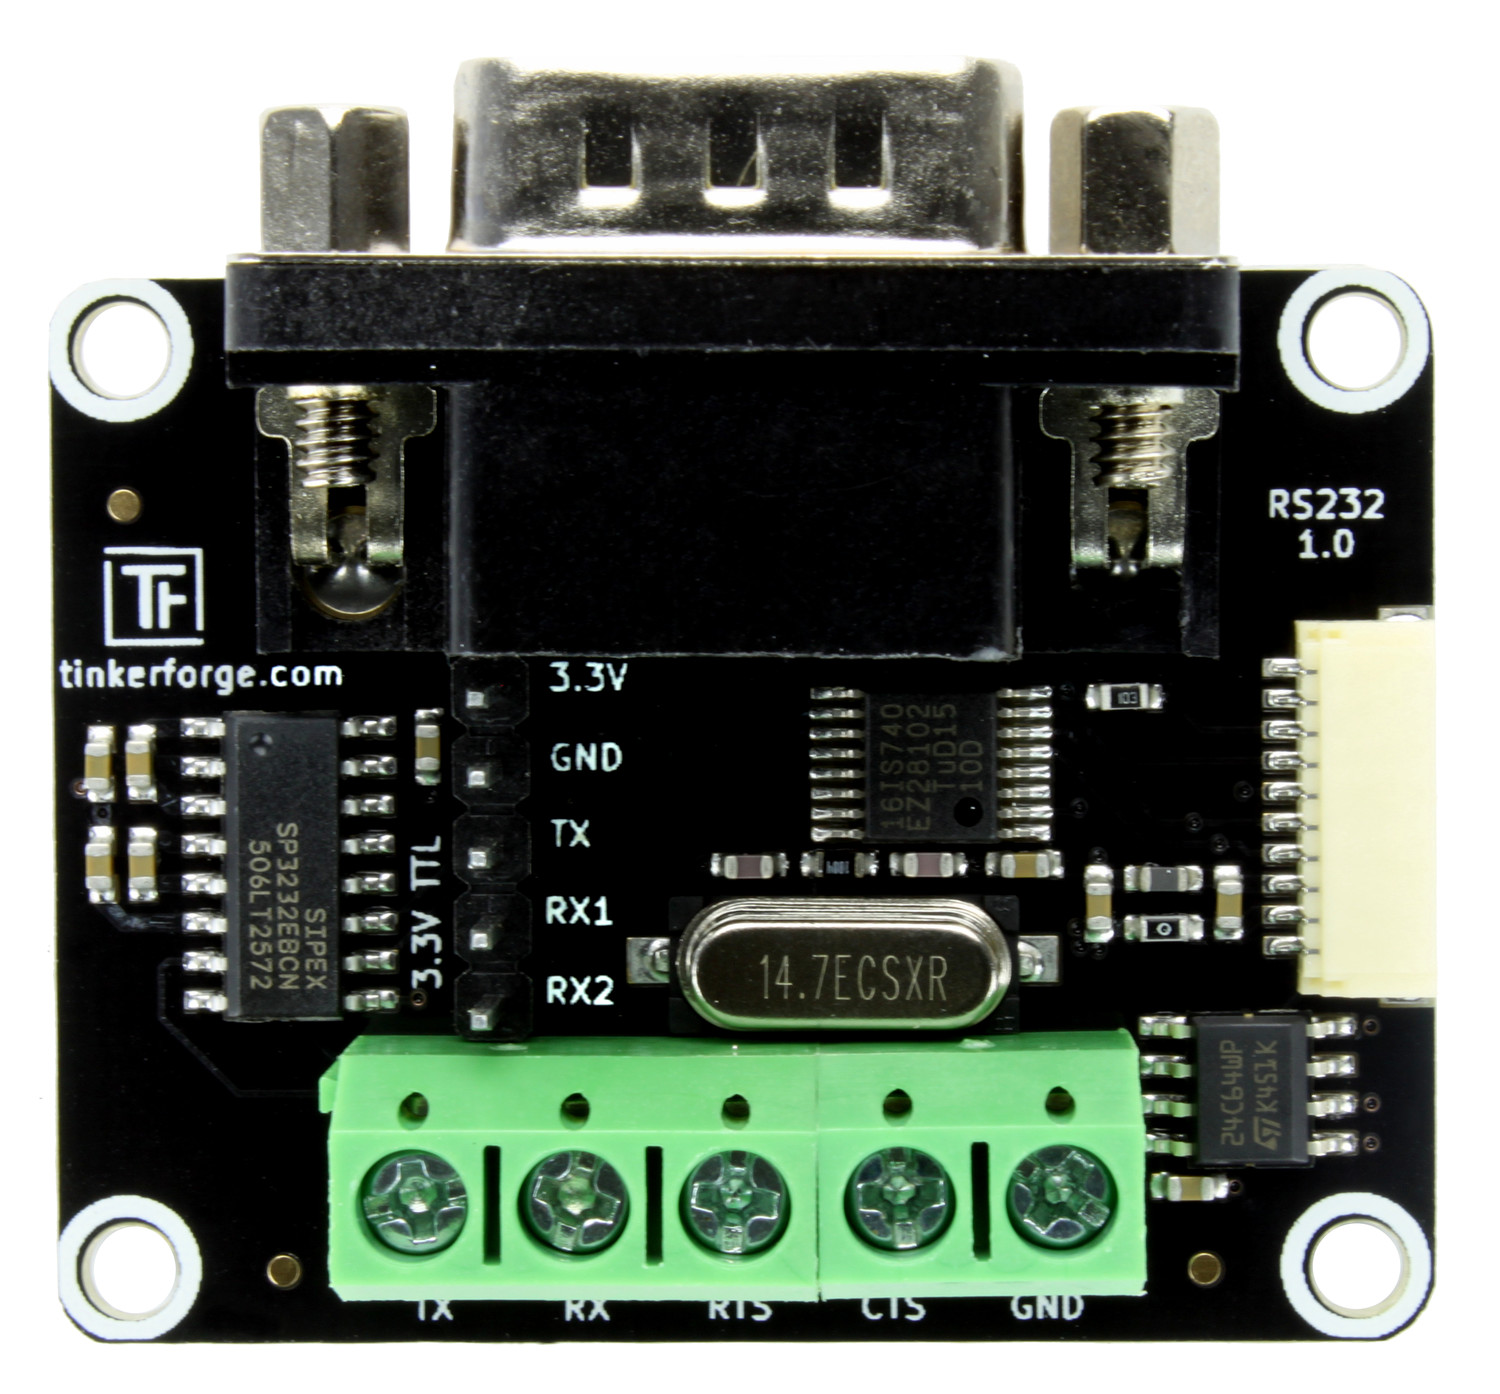 RS232
1.0
TF
tinkerforge.com
3.3V
GND
TX
RX1
RX2
3.3V TTL
SIPEX
SP3232EBCN
506LT2572
16IS740
EZ28102
TuD15
10D
103
14.7ECSXR
0
24C64WP
K451K
TX
RX
RTS
CTS
GND